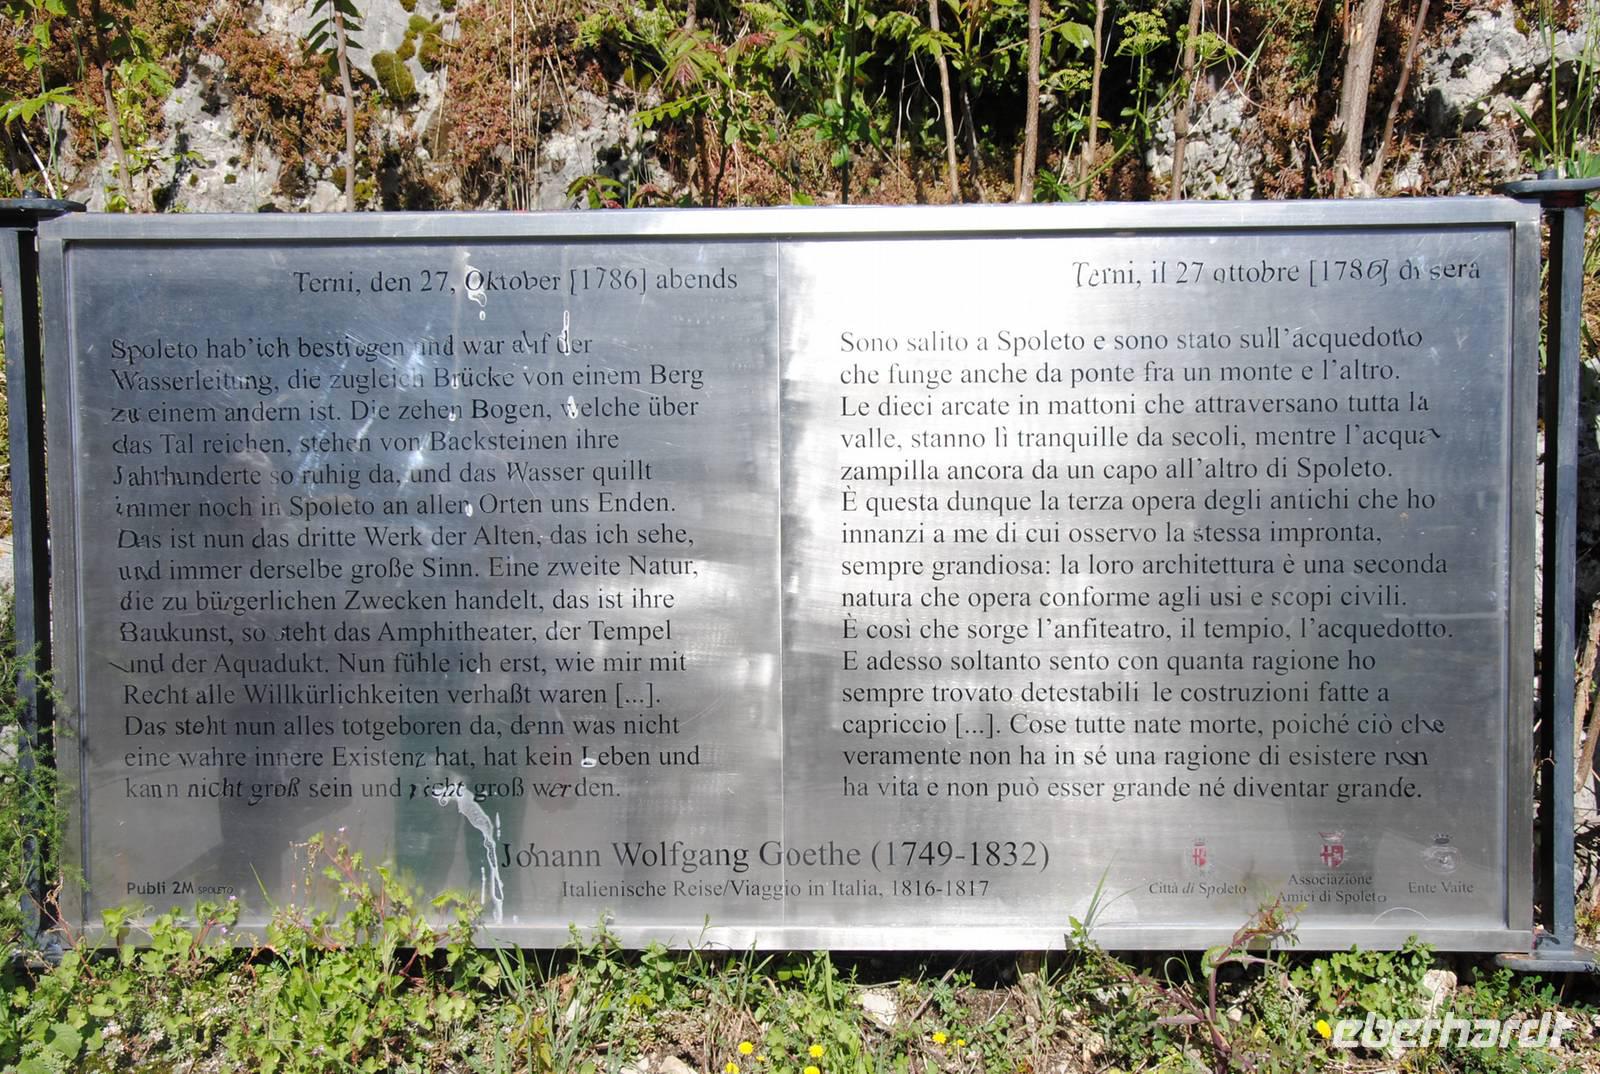 Terni, den 27, Oktober [1786] abends
Spoleto hab'ich bestiegen und war auf der
Wasserleitung, die zugleich Brücke von einem Berg
zu einem andern ist. Die zehen Bogen, welche über
das Tal reichen, stehen von Backsteinen ihre
Jahrhunderte so ruhig da, und das Wasser quillt
immer noch in Spoleto an allen Orten uns Enden.
Das ist nun das dritte Werk der Alten, das ich sehe,
und immer derselbe große Sinn. Eine zweite Natur,
die zu bürgerlichen Zwecken handelt, das ist ihre
Baukunst, so steht das Amphitheater, der Tempel
und der Aquadukt. Nun fühle ich erst, wie mir mit
Recht alle Willkürlichkeiten verhaßt waren [...].
Das steht nun alles totgeboren da, denn was nicht
eine wahre innere Existenz hat, hat kein Leben und
kann nicht groß sein und nicht groß werden.
Terni, il 27 ottobre [1786] di sera
Sono salito a Spoleto e sono stato sull'acquedotto
che funge anche da ponte fra un monte e l'altro.
Le dieci arcate in mattoni che attraversano tutta la
valle, stanno lì tranquille da secoli, mentre l'acqua
zampilla ancora da un capo all'altro di Spoleto.
È questa dunque la terza opera degli antichi che ho
innanzi a me di cui osservo la stessa impronta,
sempre grandiosa: la loro architettura è una seconda
natura che opera conforme agli usi e scopi civili.
È così che sorge l'anfiteatro, il tempio, l'acquedotto.
E adesso soltanto sento con quanta ragione ho
sempre trovato detestabili le costruzioni fatte a
capriccio [...]. Cose tutte nate morte, poiché ciò che
veramente non ha in sé una ragione di esistere non
ha vita e non può esser grande né diventar grande.
Johann Wolfgang Goethe (1749-1832)
Italienische Reise/Viaggio in Italia, 1816-1817
Publi 2M SPOLETO
Città di Spoleto
Associazione
Amici di Spoleto
Ente Vaite
eberhardt